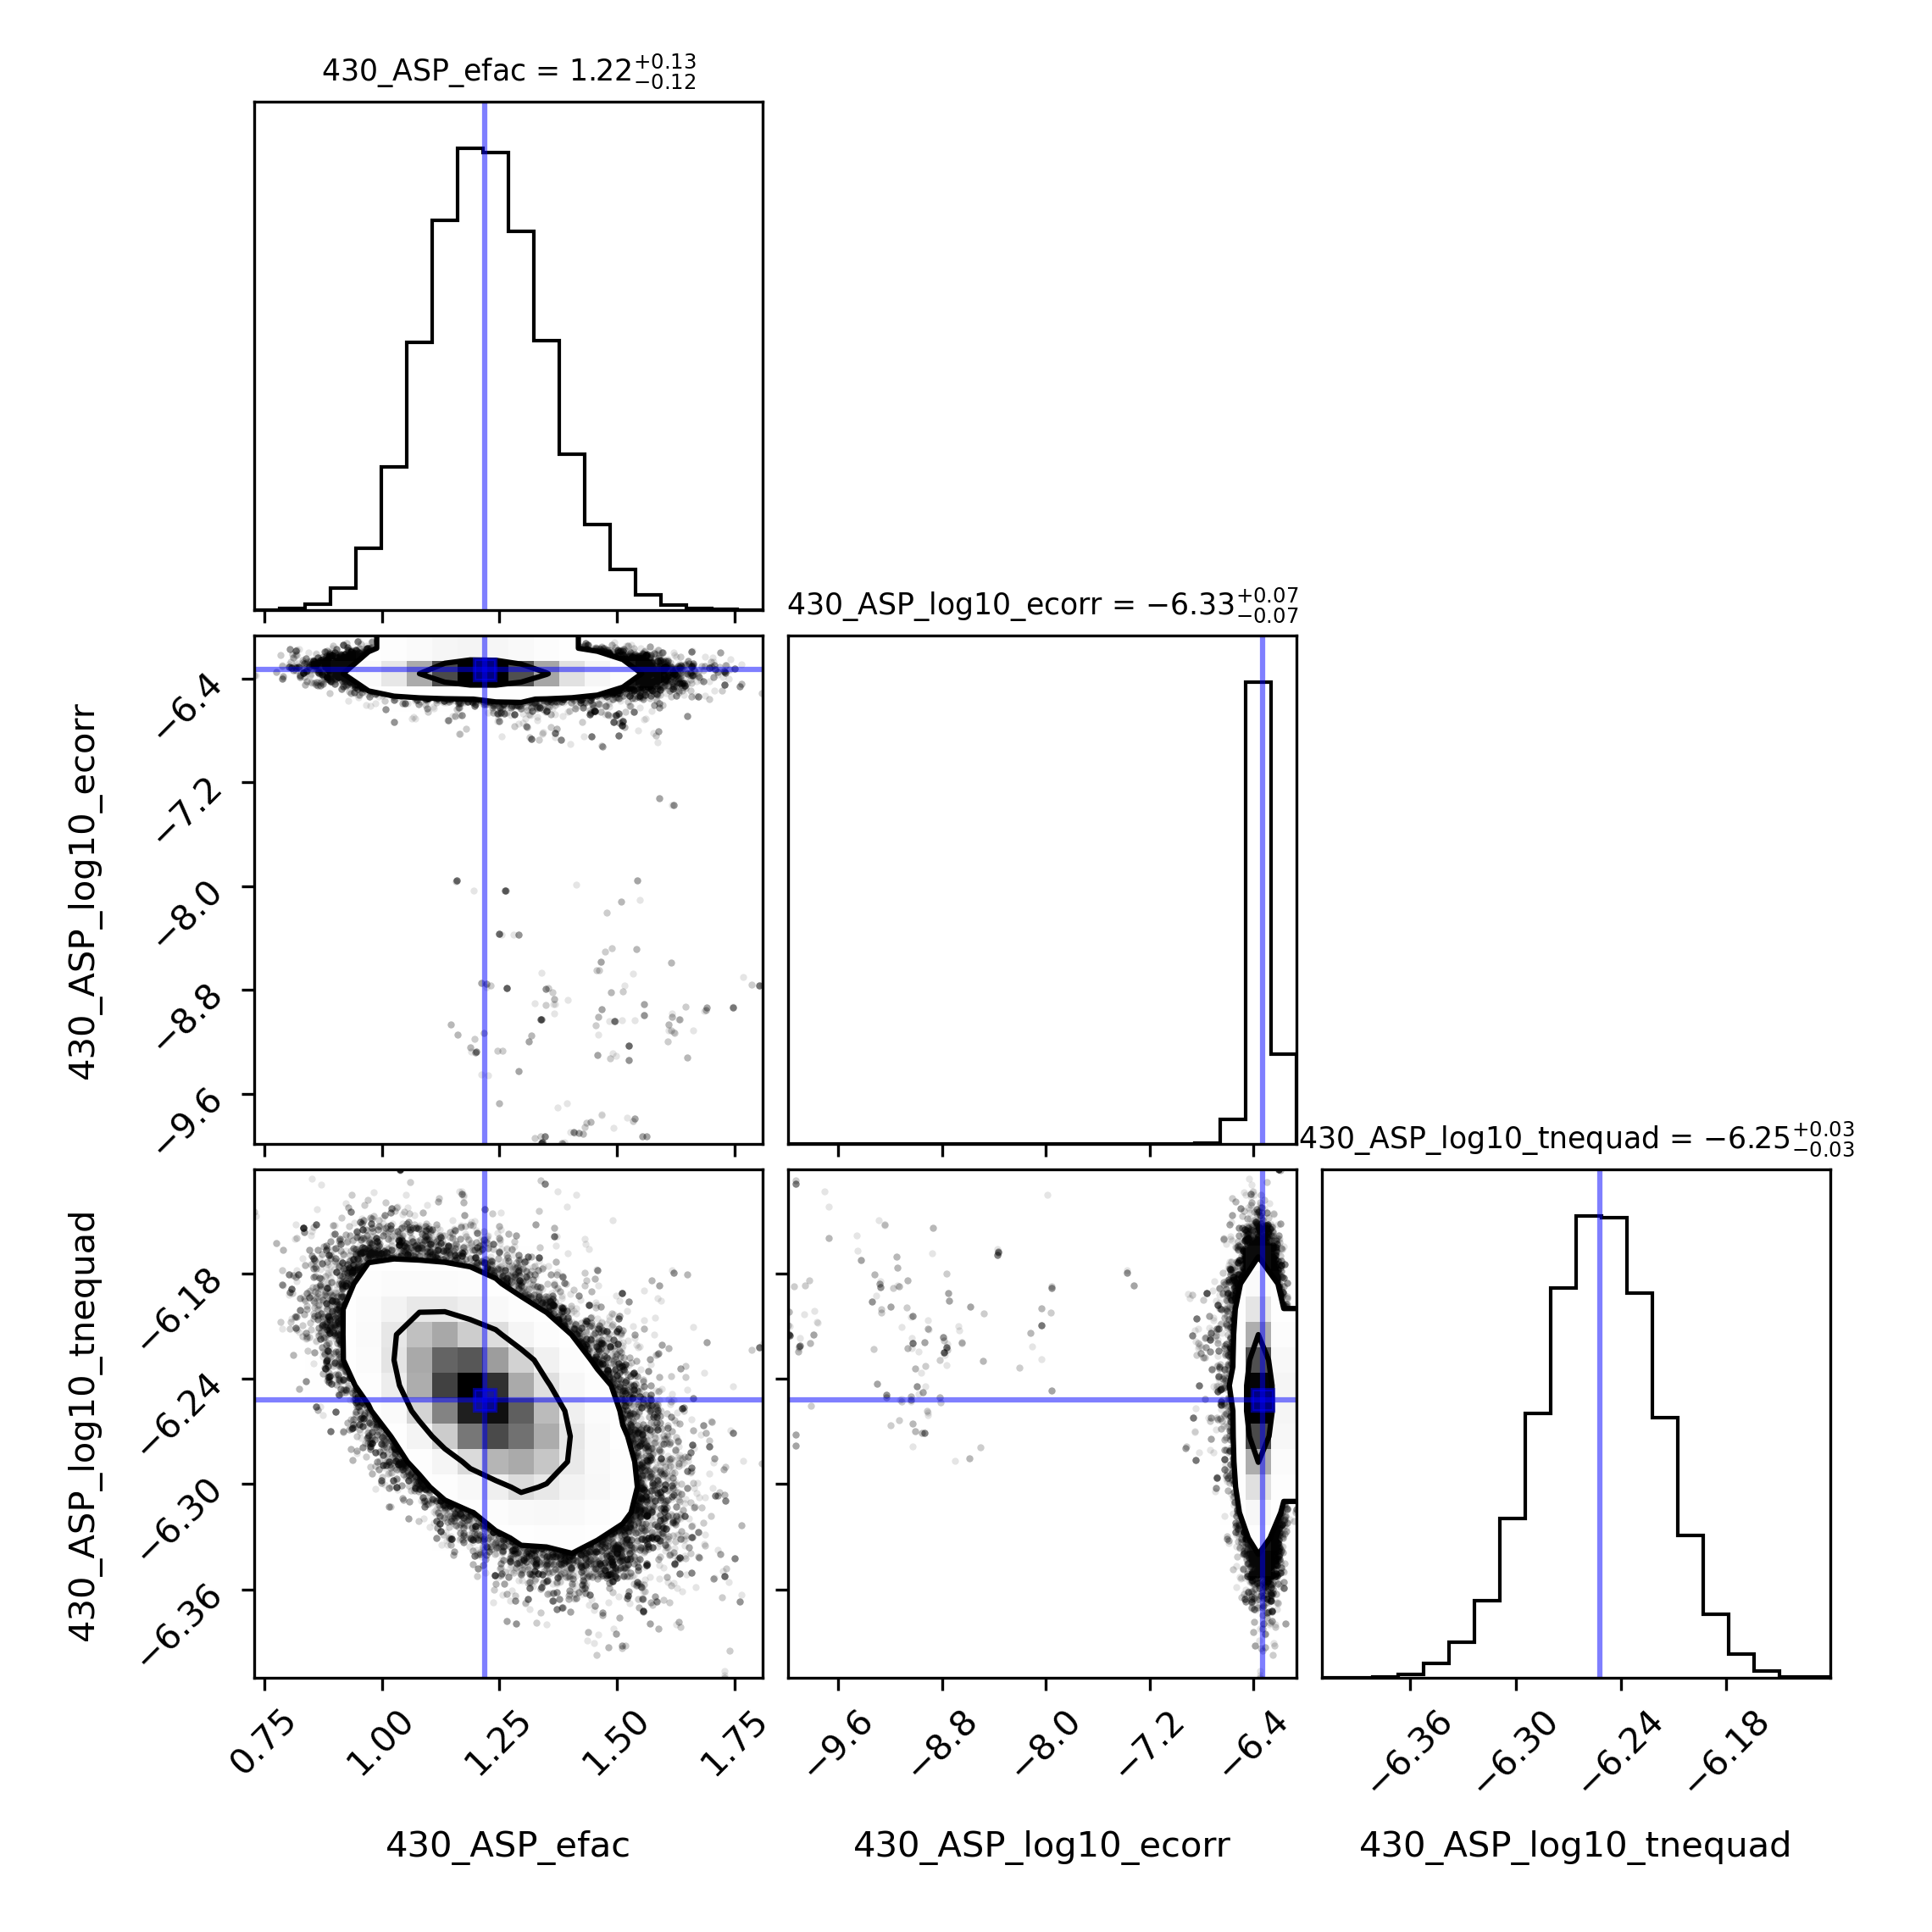 430_ASP_efac = 1.22+0.13 −0.12
430_ASP_log10_ecorr = −6.33+0.07 −0.07
430_ASP_log10_ecorr
−6.4
−7.2
−8.0
−8.8
−9.6
430_ASP_log10_tnequad = −6.25+0.03 −0.03
430_ASP_log10_tnequad
−6.18
−6.24
−6.30
−6.36
0.75 1.00 1.25 1.50 1.75
−9.6 −8.8 −8.0 −7.2 −6.4
−6.36 −6.30 −6.24 −6.18
430_ASP_efac
430_ASP_log10_ecorr
430_ASP_log10_tnequad